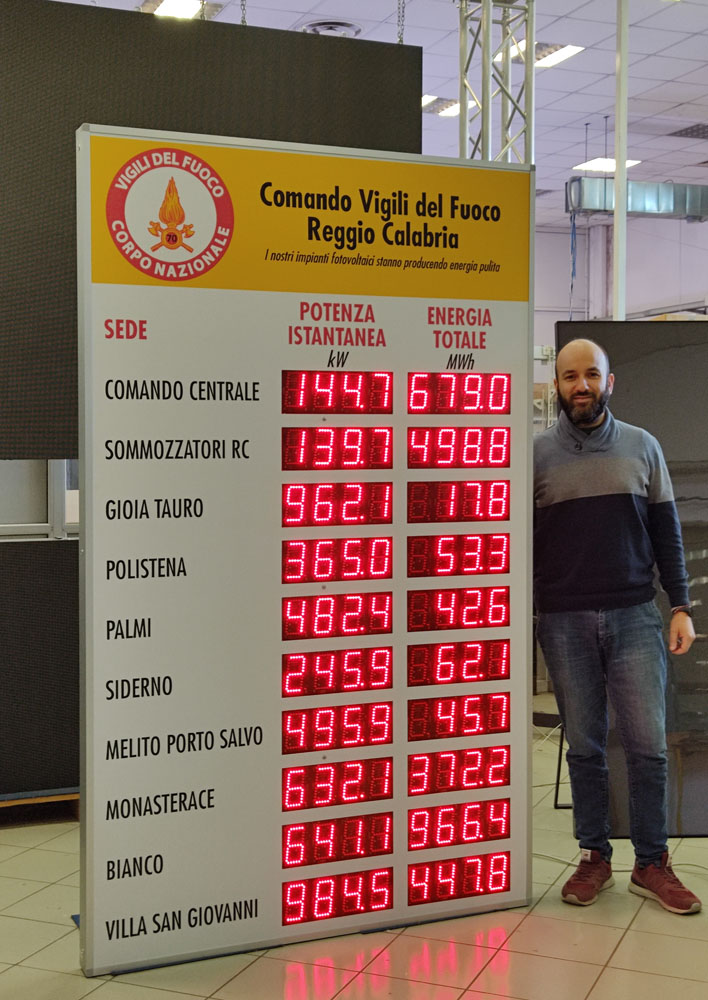 VIGILI DEL FUOCO
70
CORPO NAZIONALE
Comando Vigili del Fuoco
Reggio Calabria
I nostri impianti fotovoltaici stanno producendo energia pulita
SEDE POTENZA ISTANTANEA kW ENERGIA TOTALE MWh
COMANDO CENTRALE 144.7 679.0
SOMMOZZATORI RC 139.7 498.8
GIOIA TAURO 962.1 17.8
POLISTENA 365.0 53.3
PALMI 482.4 42.6
SIDERNO 245.9 62.1
MELITO PORTO SALVO 495.9 45.7
MONASTERACE 632.1 372.2
BIANCO 641.1 966.4
VILLA SAN GIOVANNI 984.5 447.8